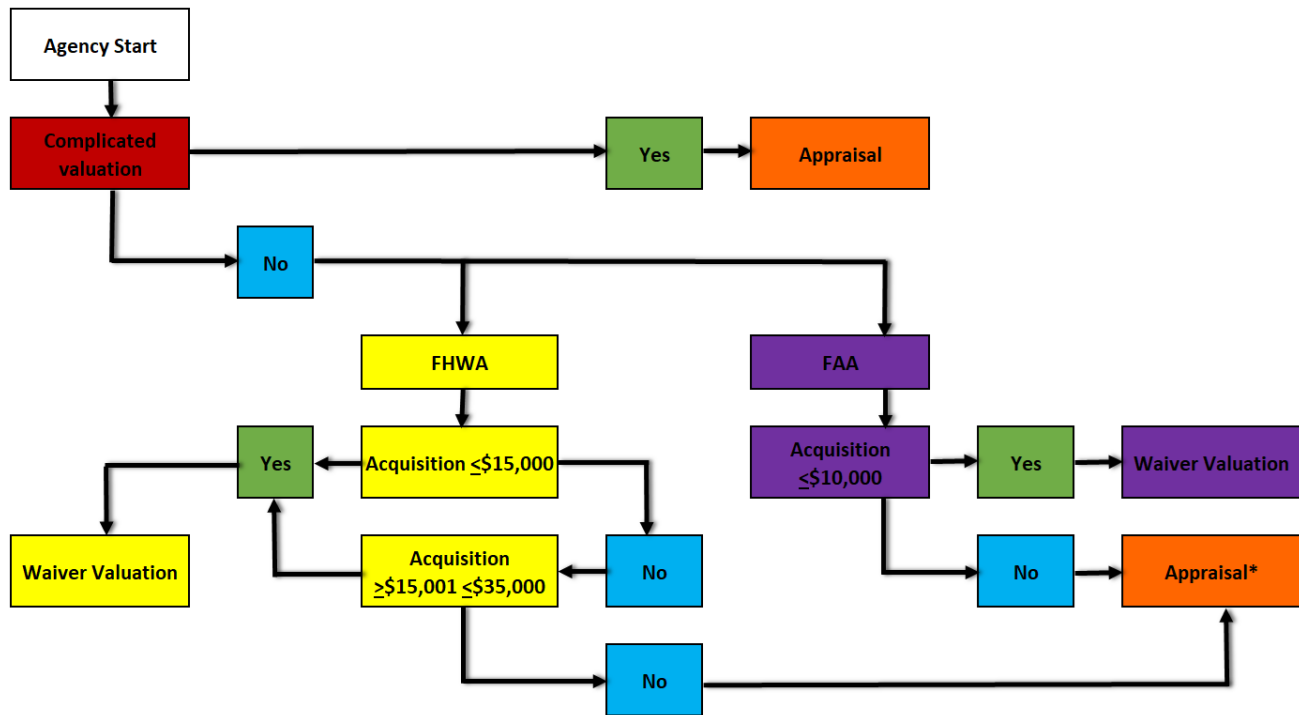 Agency Start
Complicated
valuation
Yes
Appraisal
No
FHWA
FAA
Yes
Acquisition ≤$15,000
Acquisition
≤$10,000
Yes
Waiver Valuation
Waiver Valuation
Acquisition
≥$15,001 ≤$35,000
No
No
Appraisal*
No